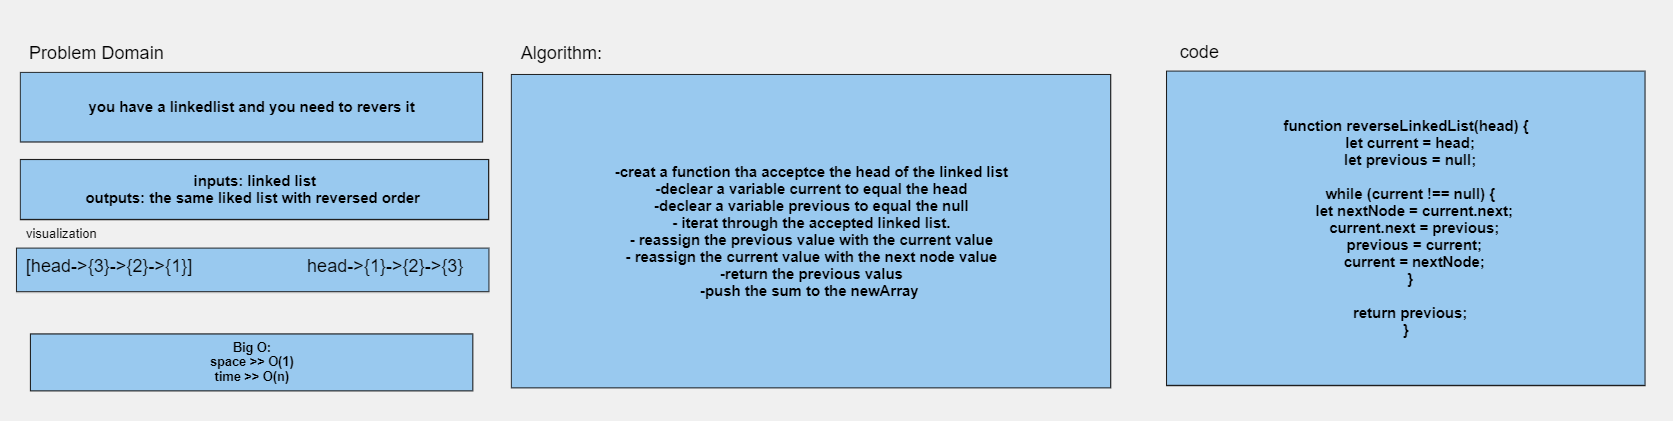 Problem Domain
you have a linkedlist and you need to revers it
inputs: linked list
outputs: the same liked list with reversed order
visualization
[head->{3}->{2}->{1}] head->{1}->{2}->{3}
Big O:
space >> O(1)
time >> O(n)
Algorithm:
-creat a function tha acceptce the head of the linked list
-declear a variable current to equal the head
-declear a variable previous to equal the null
- iterat through the accepted linked list.
- reassign the previous value with the current value
- reassign the current value with the next node value
-return the previous valus
-push the sum to the newArray
code
function reverseLinkedList(head) {
let current = head;
let previous = null;
while (current !== null) {
let nextNode = current.next;
current.next = previous;
previous = current;
current = nextNode;
}
return previous;
}